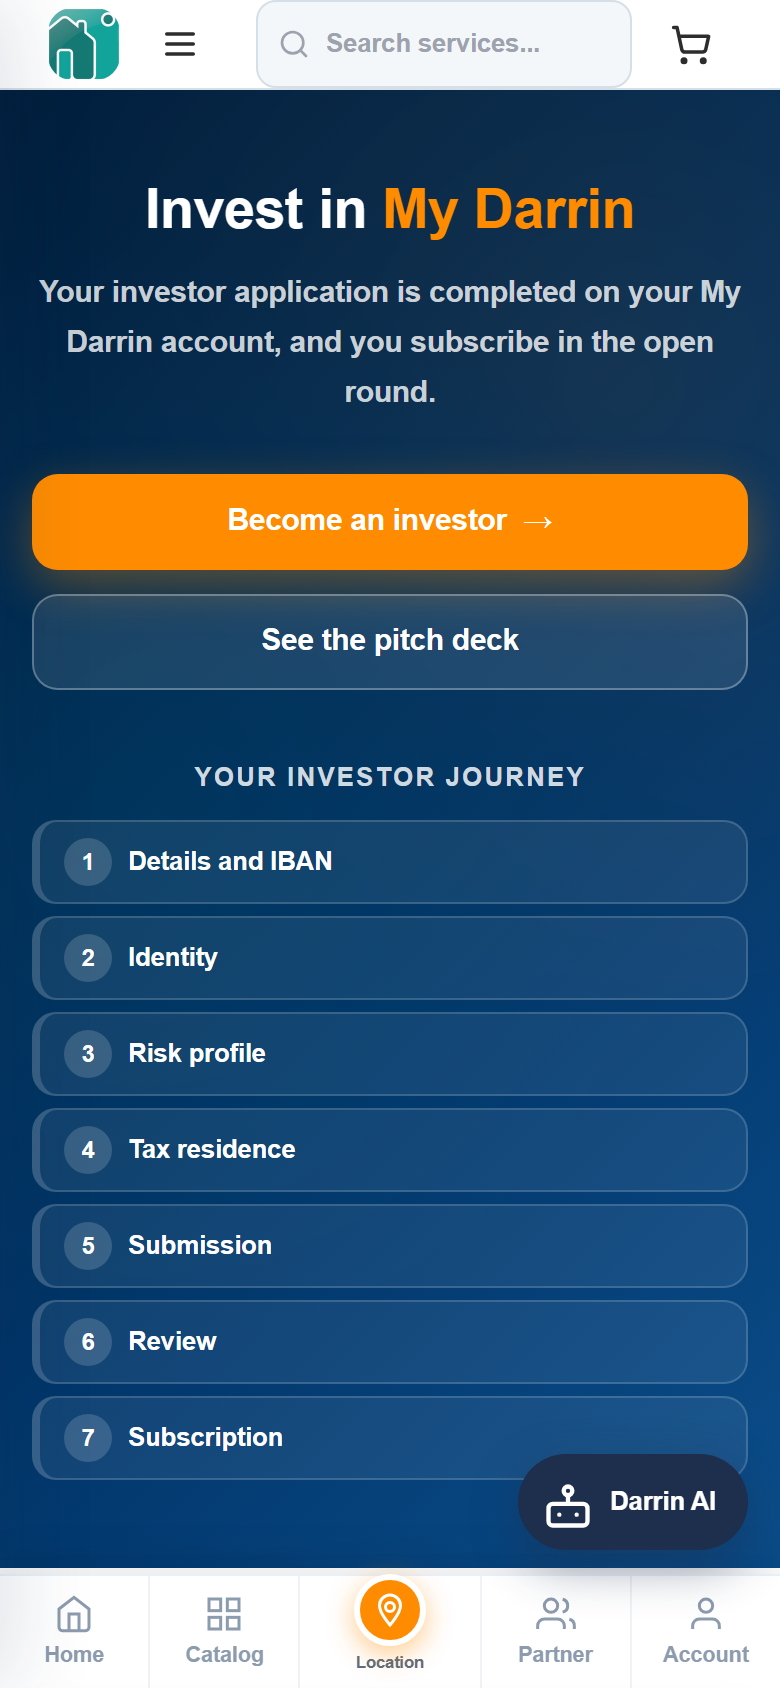 Search services...
Invest in My Darrin
Your investor application is completed on your My
Darrin account, and you subscribe in the open
round.
Become an investor →
See the pitch deck
YOUR INVESTOR JOURNEY
1 Details and IBAN
2 Identity
3 Risk profile
4 Tax residence
5 Submission
6 Review
7 Subscription
Darrin AI
Home Catalog Location Partner Account